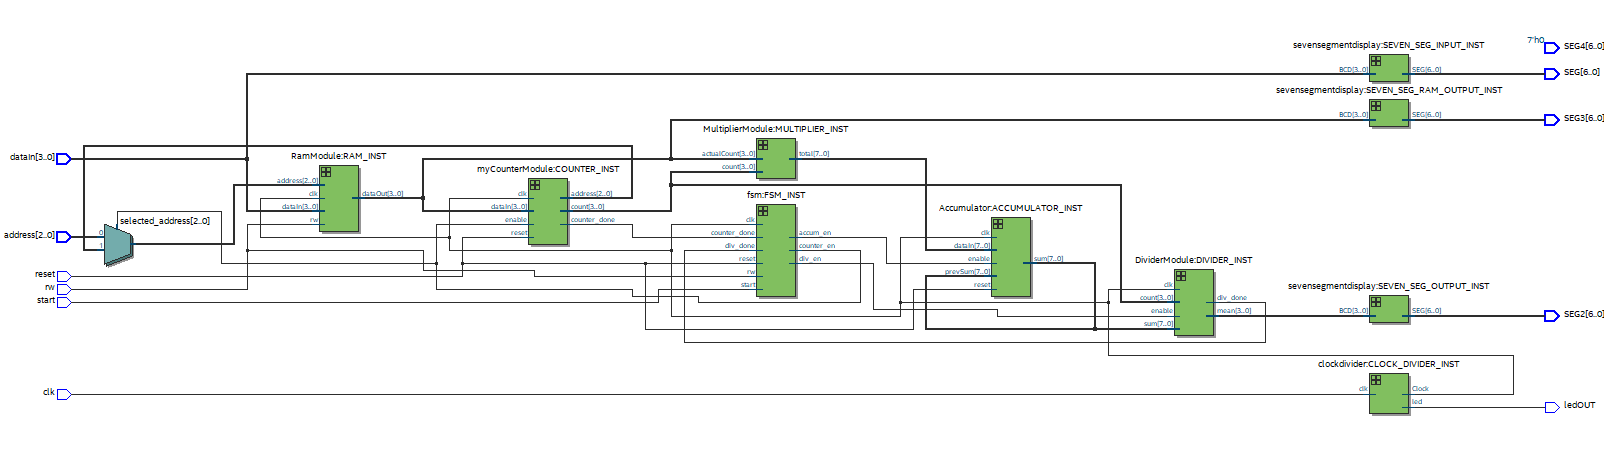 7'h0
SEG4[6..0]
sevensegmentdisplay:SEVEN_SEG_INPUT_INST
BCD[3..0]
SEG[6..0]
SEG[6..0]
sevensegmentdisplay:SEVEN_SEG_RAM_OUTPUT_INST
BCD[3..0]
SEG[6..0]
SEG3[6..0]
MultiplierModule:MULTIPLIER_INST
actualCount[3..0]
count[3..0]
total[7..0]
dataIn[3..0]
RamModule:RAM_INST
address[2..0]
clk
dataIn[3..0]
rw
dataOut[3..0]
myCounterModule:COUNTER_INST
clk
dataIn[3..0]
enable
reset
address[2..0]
count[3..0]
counter_done
fsm:FSM_INST
clk
counter_done
div_done
reset
rw
start
accum_en
counter_en
div_en
Accumulator:ACCUMULATOR_INST
clk
dataIn[7..0]
enable
prevSum[7..0]
reset
sum[7..0]
selected_address[2..0]
0
1
address[2..0]
reset
rw
start
DividerModule:DIVIDER_INST
clk
count[3..0]
enable
sum[7..0]
div_done
mean[3..0]
sevensegmentdisplay:SEVEN_SEG_OUTPUT_INST
BCD[3..0]
SEG[6..0]
SEG2[6..0]
clockdivider:CLOCK_DIVIDER_INST
clk
clk
Clock
led
ledOUT